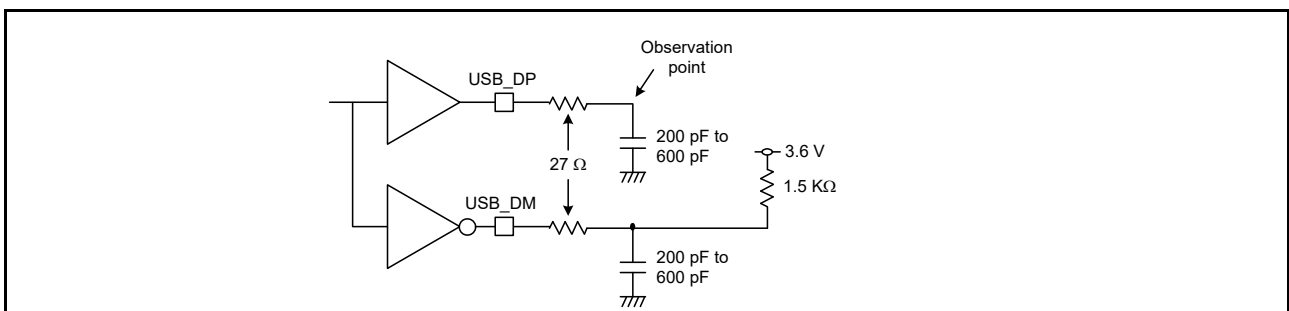 Observation
point
USB_DP
200 pF to
600 pF
27 Ω
3.6 V
1.5 KΩ
USB_DM
200 pF to
600 pF